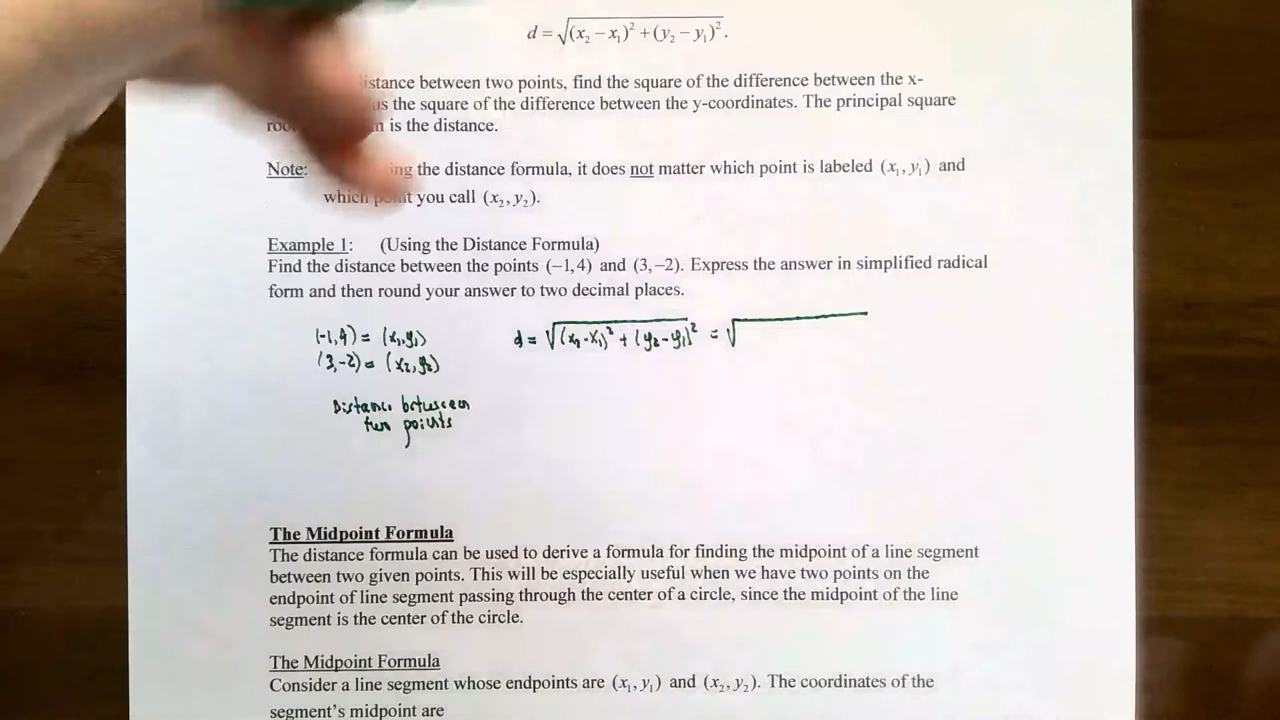 d = √(x₂ − x₁)² + (y₂ − y₁)².
istance between two points, find the square of the difference between the x-
us the square of the difference between the y-coordinates. The principal square
is the distance.
Note: the distance formula, it does not matter which point is labeled (x₁, y₁) and
which point you call (x₂, y₂).
Example 1: (Using the Distance Formula)
Find the distance between the points (−1, 4) and (3, −2). Express the answer in simplified radical
form and then round your answer to two decimal places.
(-1,4) = (x₁,y₁) d = √(x₂-x₁)² + (y₂-y₁)² = √
(3,-2) = (x₂,y₂)
Distance between
two points
The Midpoint Formula
The distance formula can be used to derive a formula for finding the midpoint of a line segment
between two given points. This will be especially useful when we have two points on the
endpoint of line segment passing through the center of a circle, since the midpoint of the line
segment is the center of the circle.
The Midpoint Formula
Consider a line segment whose endpoints are (x₁, y₁) and (x₂, y₂). The coordinates of the
segment's midpoint are